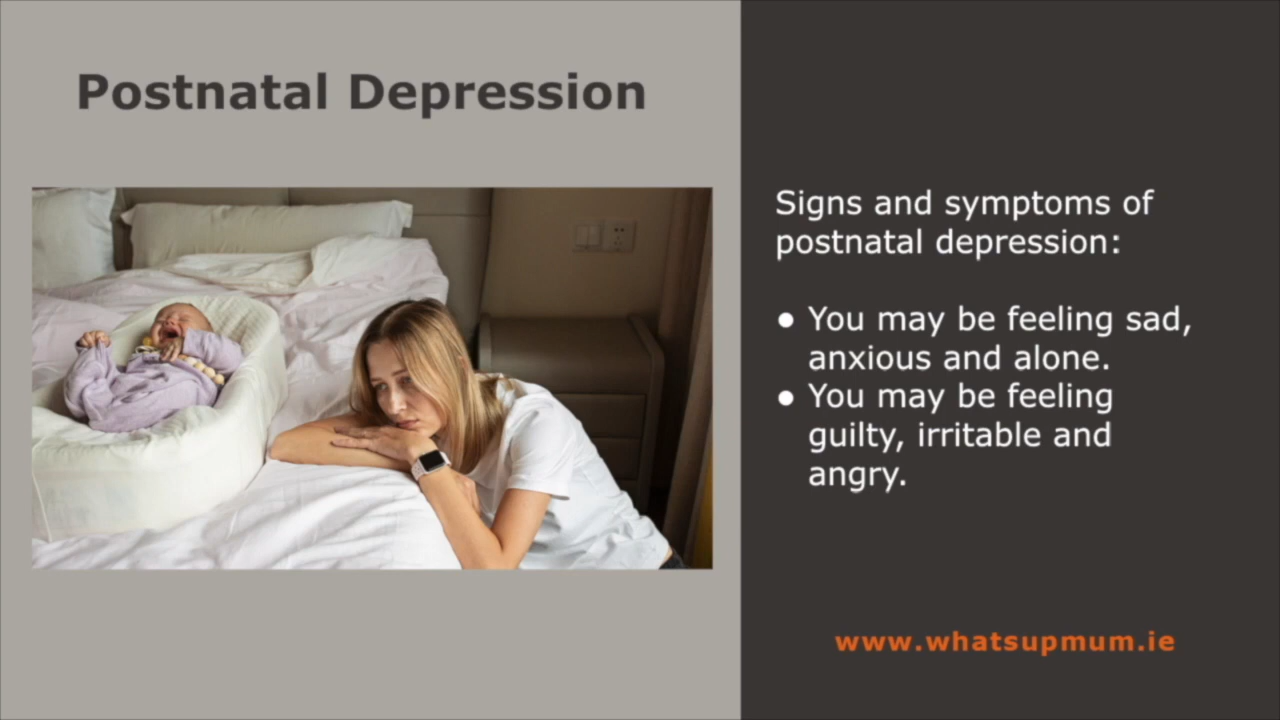 Postnatal Depression
Signs and symptoms of
postnatal depression:
● You may be feeling sad,
anxious and alone.
● You may be feeling
guilty, irritable and
angry.
www.whatsupmum.ie